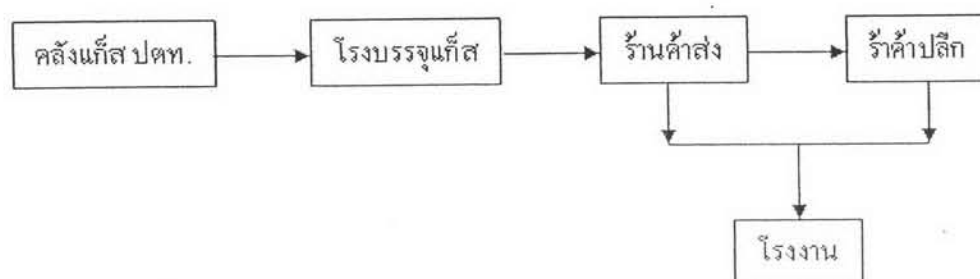 คลังแก็ส ปตท.
โรงบรรจุแก็ส
ร้านค้าส่ง
ร้าค้าปลีก
โรงงาน